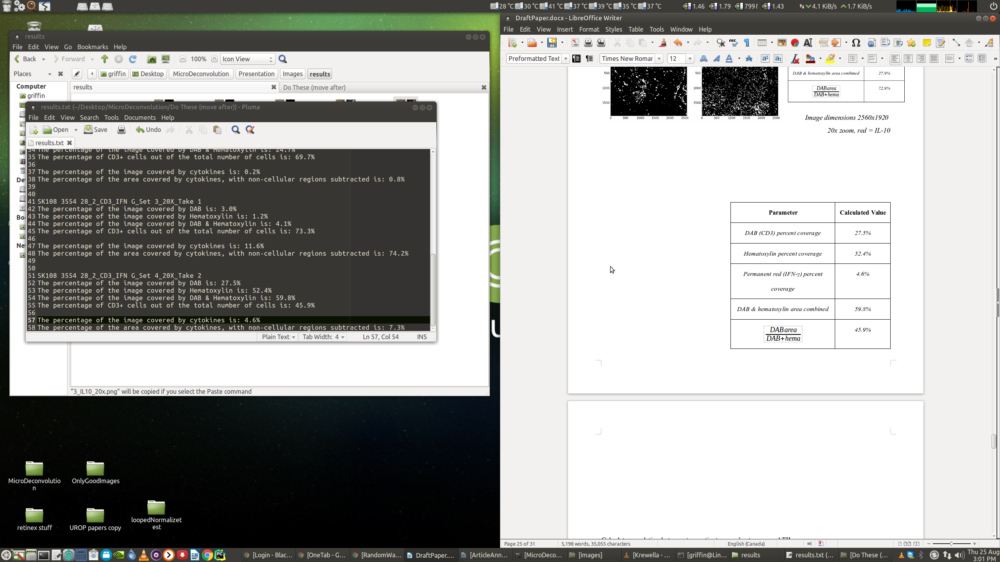 28 °C 30 °C 41 °C 37 °C 39 °C 35 °C 37 °C 1.46 1.79 799 1.43 4.1 KiB/s 1.7 KiB/s
results
File Edit View Go Bookmarks Help
Back Forward 100% Icon View
Places griffin Desktop MicroDeconvolution Presentation Images results
Computer
griffin
results
Do These (move after)
De
Bo
Ne
"3_IL10_20x.png" will be copied if you select the Paste command
results.txt (~/Desktop/MicroDeconvolution/Do These (move after)) - Pluma
File Edit View Search Tools Documents Help
Open Save Undo
results.txt
34 The percentage of the image covered by DAB & Hematoxylin is: 24.7%
35 The percentage of CD3+ cells out of the total number of cells is: 69.7%
36
37 The percentage of the image covered by cytokines is: 0.2%
38 The percentage of the area covered by cytokines, with non-cellular regions subtracted is: 0.8%
39
40
41 SK108 3554 28_2_CD3_IFN G_Set 3_20X_Take 1
42 The percentage of the image covered by DAB is: 3.0%
43 The percentage of the image covered by Hematoxylin is: 1.2%
44 The percentage of the image covered by DAB & Hematoxylin is: 4.1%
45 The percentage of CD3+ cells out of the total number of cells is: 73.3%
46
47 The percentage of the image covered by cytokines is: 11.6%
48 The percentage of the area covered by cytokines, with non-cellular regions subtracted is: 74.2%
49
50
51 SK108 3554 28_2_CD3_IFN G_Set 4_20X_Take 2
52 The percentage of the image covered by DAB is: 27.5%
53 The percentage of the image covered by Hematoxylin is: 52.4%
54 The percentage of the image covered by DAB & Hematoxylin is: 59.8%
55 The percentage of CD3+ cells out of the total number of cells is: 45.9%
56
57 The percentage of the image covered by cytokines is: 4.6%
58 The percentage of the area covered by cytokines, with non-cellular regions subtracted is: 7.3%
Plain Text Tab Width: 4 Ln 57, Col 54 INS
MicroDeconvolutio
n
OnlyGoodImages
retinex stuff
UROP papers copy
loopedNormalizet
est
DraftPaper.docx - LibreOffice Writer
File Edit View Insert Format Styles Table Tools Window Help
Preformatted Text Times New Romar 12
500 1000 1500
0 500 1000 1500 2000 2500
500 1000 1500
0 500 1000 1500 2000 2500
DAB & hematoxylin area combined 27.9%
DAB area
DAB+hema
72.9%
Image dimensions 2560x1920
20x zoom, red = IL-10
Parameter Calculated Value
DAB (CD3) percent coverage 27.5%
Hematoxylin percent coverage 52.4%
Permanent red (IFN-γ) percent 4.6%
coverage
DAB & hematoxylin area combined 59.8%
DAB area
DAB+hema
45.9%
Page 25 of 31 5,198 words, 35,055 characters English (Canada)
[Login - Blac... [OneTab - G... [RandomWa... DraftPaper.... [ArticleAnn... [MicroDeco... [Images] [Krewella - ... [griffin@Lin... results results.txt (... [Do These (...
Thu 25 Aug
3:01 PM